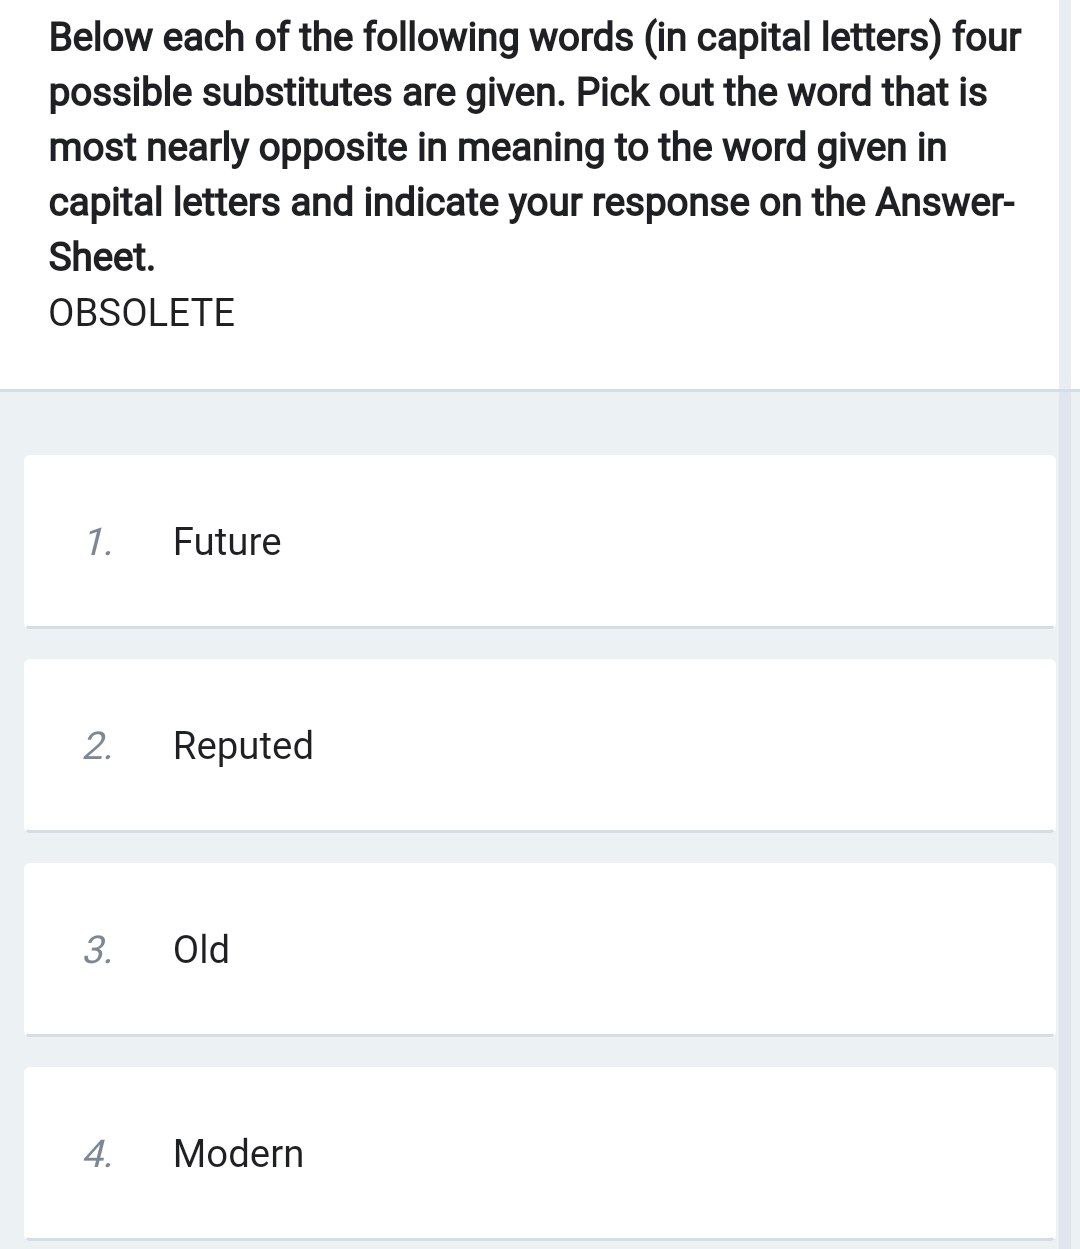 Below each of the following words (in capital letters) four
possible substitutes are given. Pick out the word that is
most nearly opposite in meaning to the word given in
capital letters and indicate your response on the Answer-
Sheet.
OBSOLETE
1. Future
2. Reputed
3. Old
4. Modern